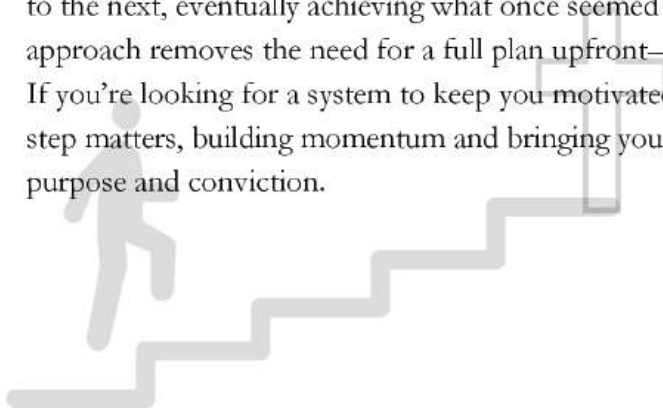 to the next, eventually achieving what once seemed
approach removes the need for a full plan upfront–
If you’re looking for a system to keep you motivated
step matters, building momentum and bringing you
purpose and conviction.